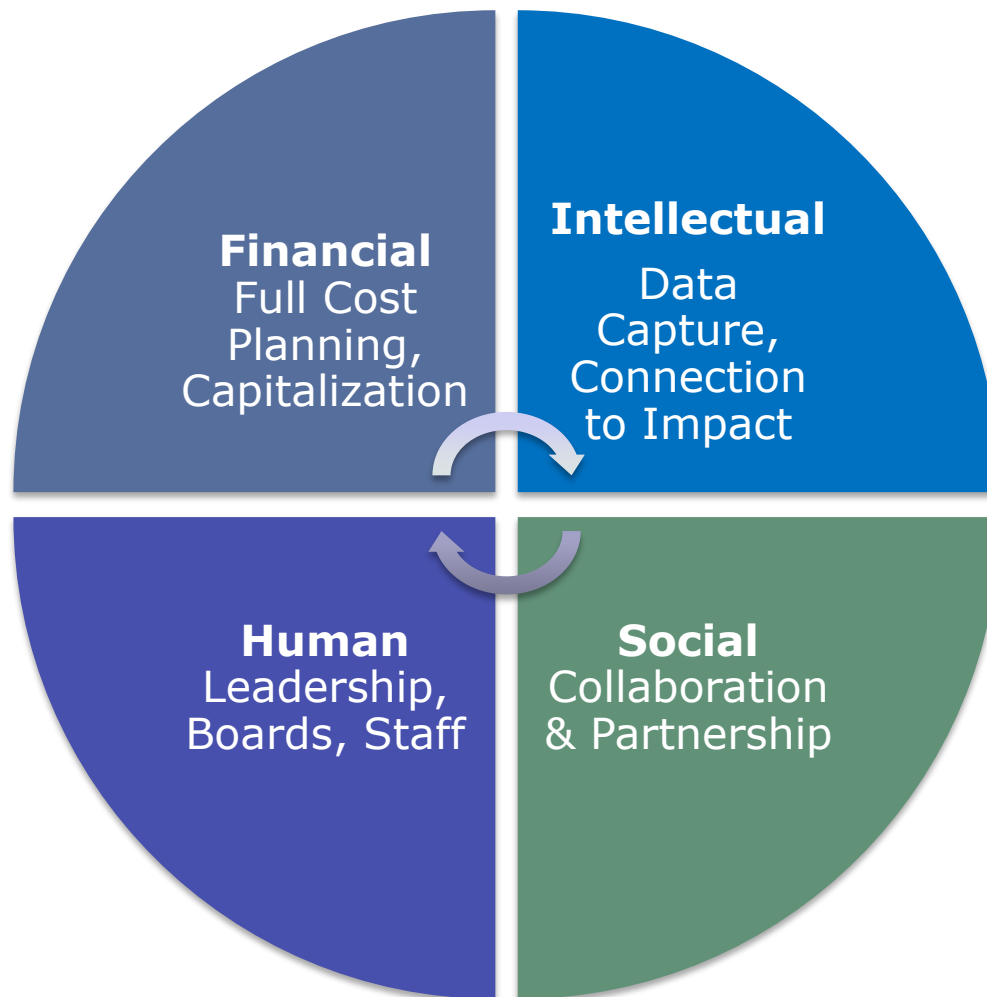 Financial
Full Cost
Planning,
Capitalization
Intellectual
Data
Capture,
Connection
to Impact
Human
Leadership,
Boards, Staff
Social
Collaboration
& Partnership